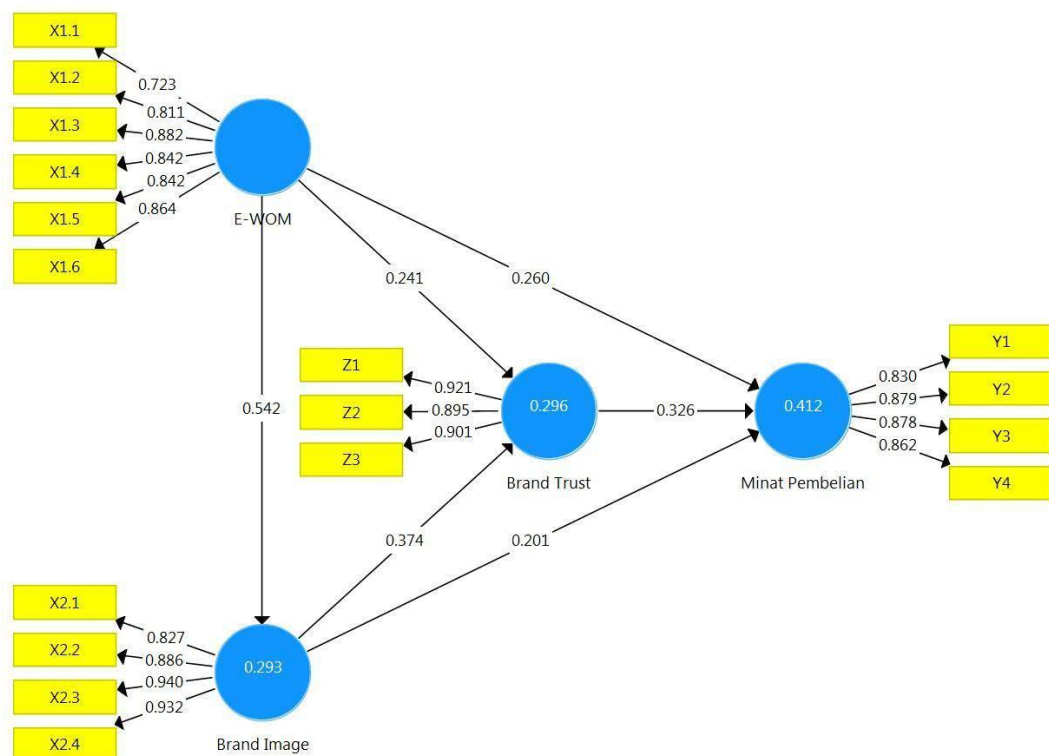 X1.1
X1.2
X1.3
X1.4
X1.5
X1.6
0.723
0.811
0.882
0.842
0.842
0.864
E-WOM
0.241
0.260
0.542
Z1
Z2
Z3
0.921
0.895
0.901
0.296
Brand Trust
0.326
0.412
Minat Pembelian
0.830
0.879
0.878
0.862
Y1
Y2
Y3
Y4
0.374
0.201
X2.1
X2.2
X2.3
X2.4
0.827
0.886
0.940
0.932
0.293
Brand Image